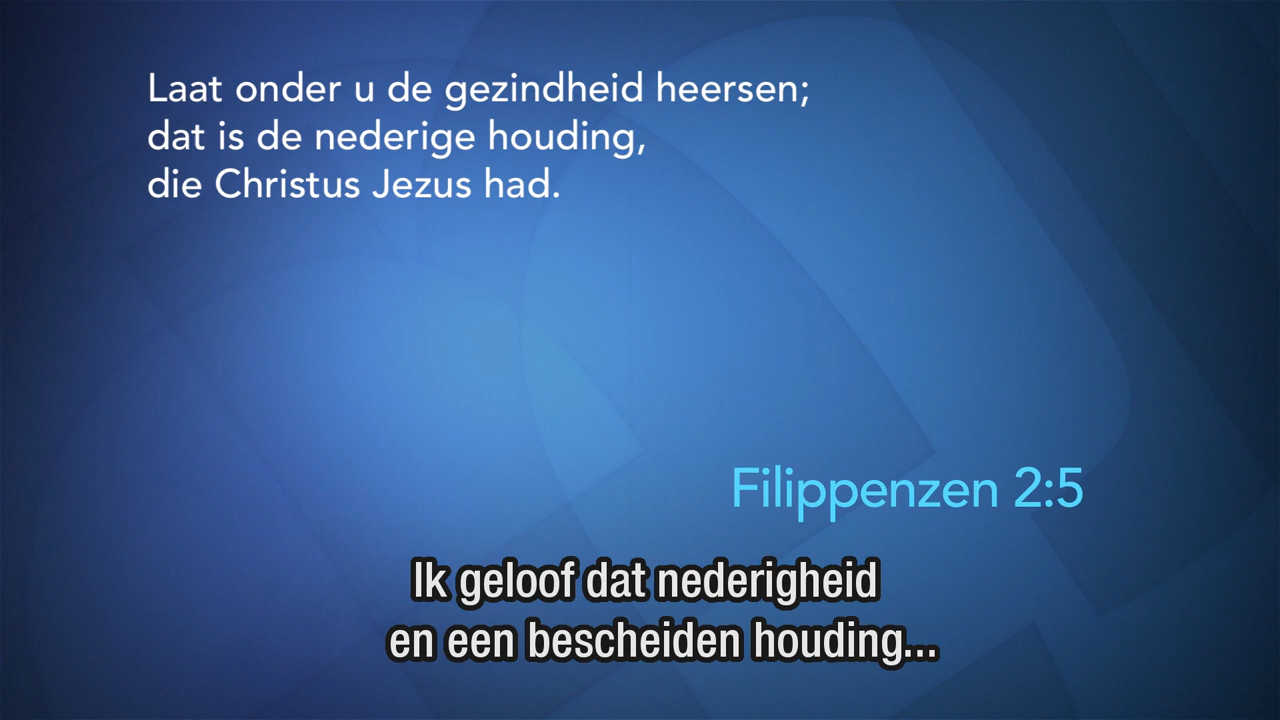 Laat onder u de gezindheid heersen;
dat is de nederige houding,
die Christus Jezus had.
Filippenzen 2:5
Ik geloof dat nederigheid
en een bescheiden houding...